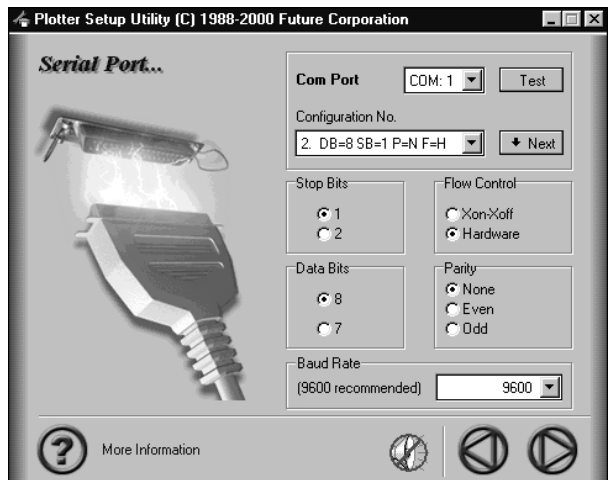 Plotter Setup Utility (C) 1988-2000 Future Corporation
Serial Port...
Com Port
COM: 1
Test
Configuration No.
2. DB=8 SB=1 P=N F=H
Next
Stop Bits
1
2
Flow Control
Xon-Xoff
Hardware
Data Bits
8
7
Parity
None
Even
Odd
Baud Rate
(9600 recommended)
9600
? More Information